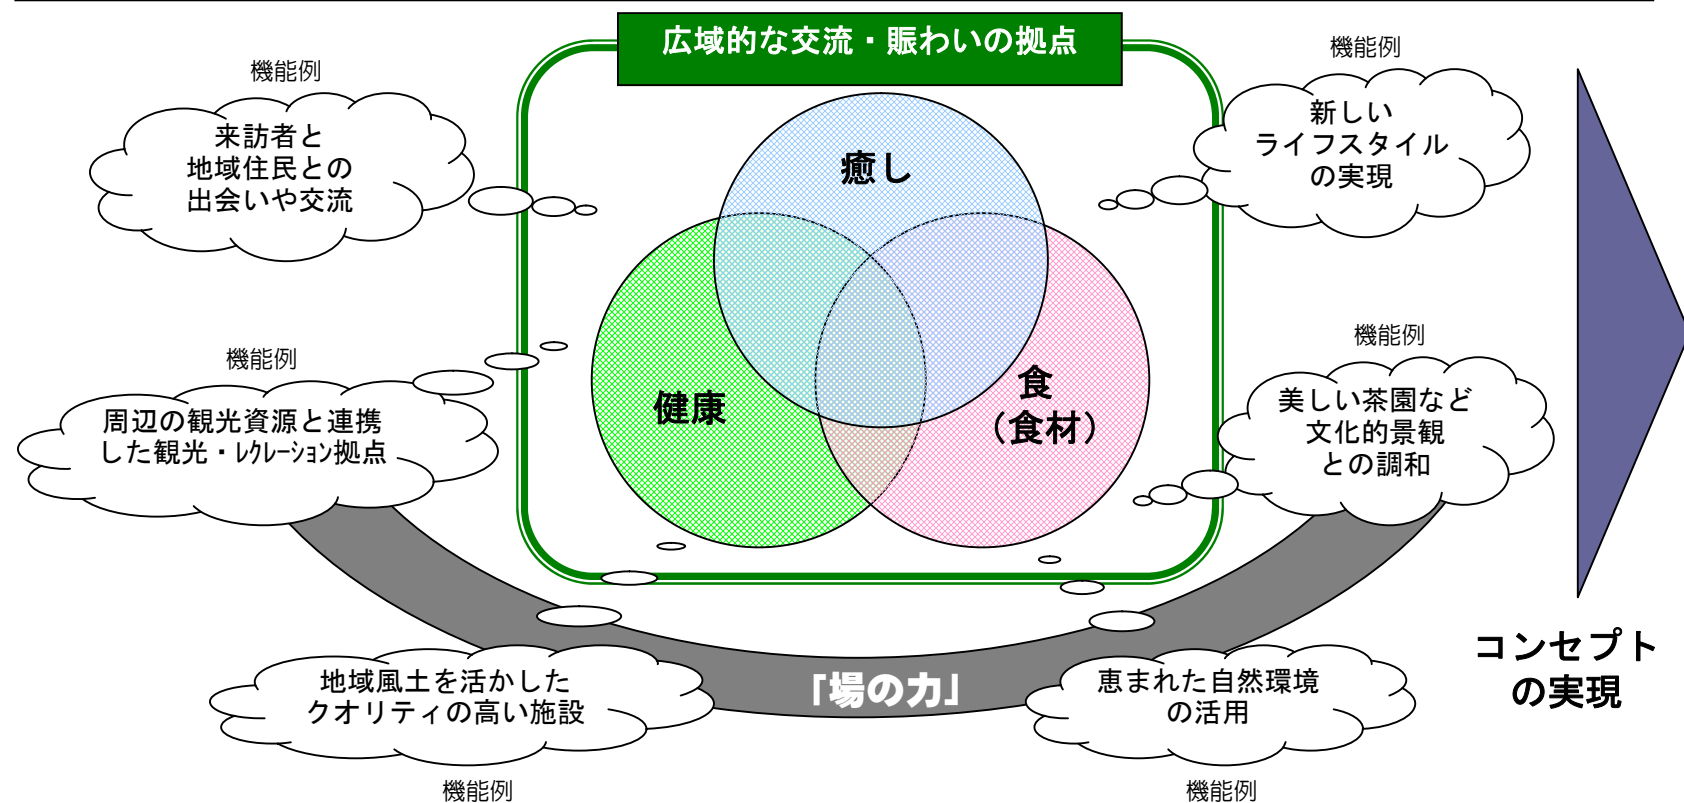 広域的な交流・賑わいの拠点
機能例
来訪者と
地域住民との
出会いや交流
機能例
新しい
ライフスタイル
の実現
癒し
健康
食
（食材）
機能例
周辺の観光資源と連携
した観光・ﾚｸﾚｰｼｮﾝ拠点
機能例
美しい茶園など
文化的景観
との調和
地域風土を活かした
クオリティの高い施設
機能例
「場の力」
恵まれた自然環境
の活用
機能例
コンセプト
の実現